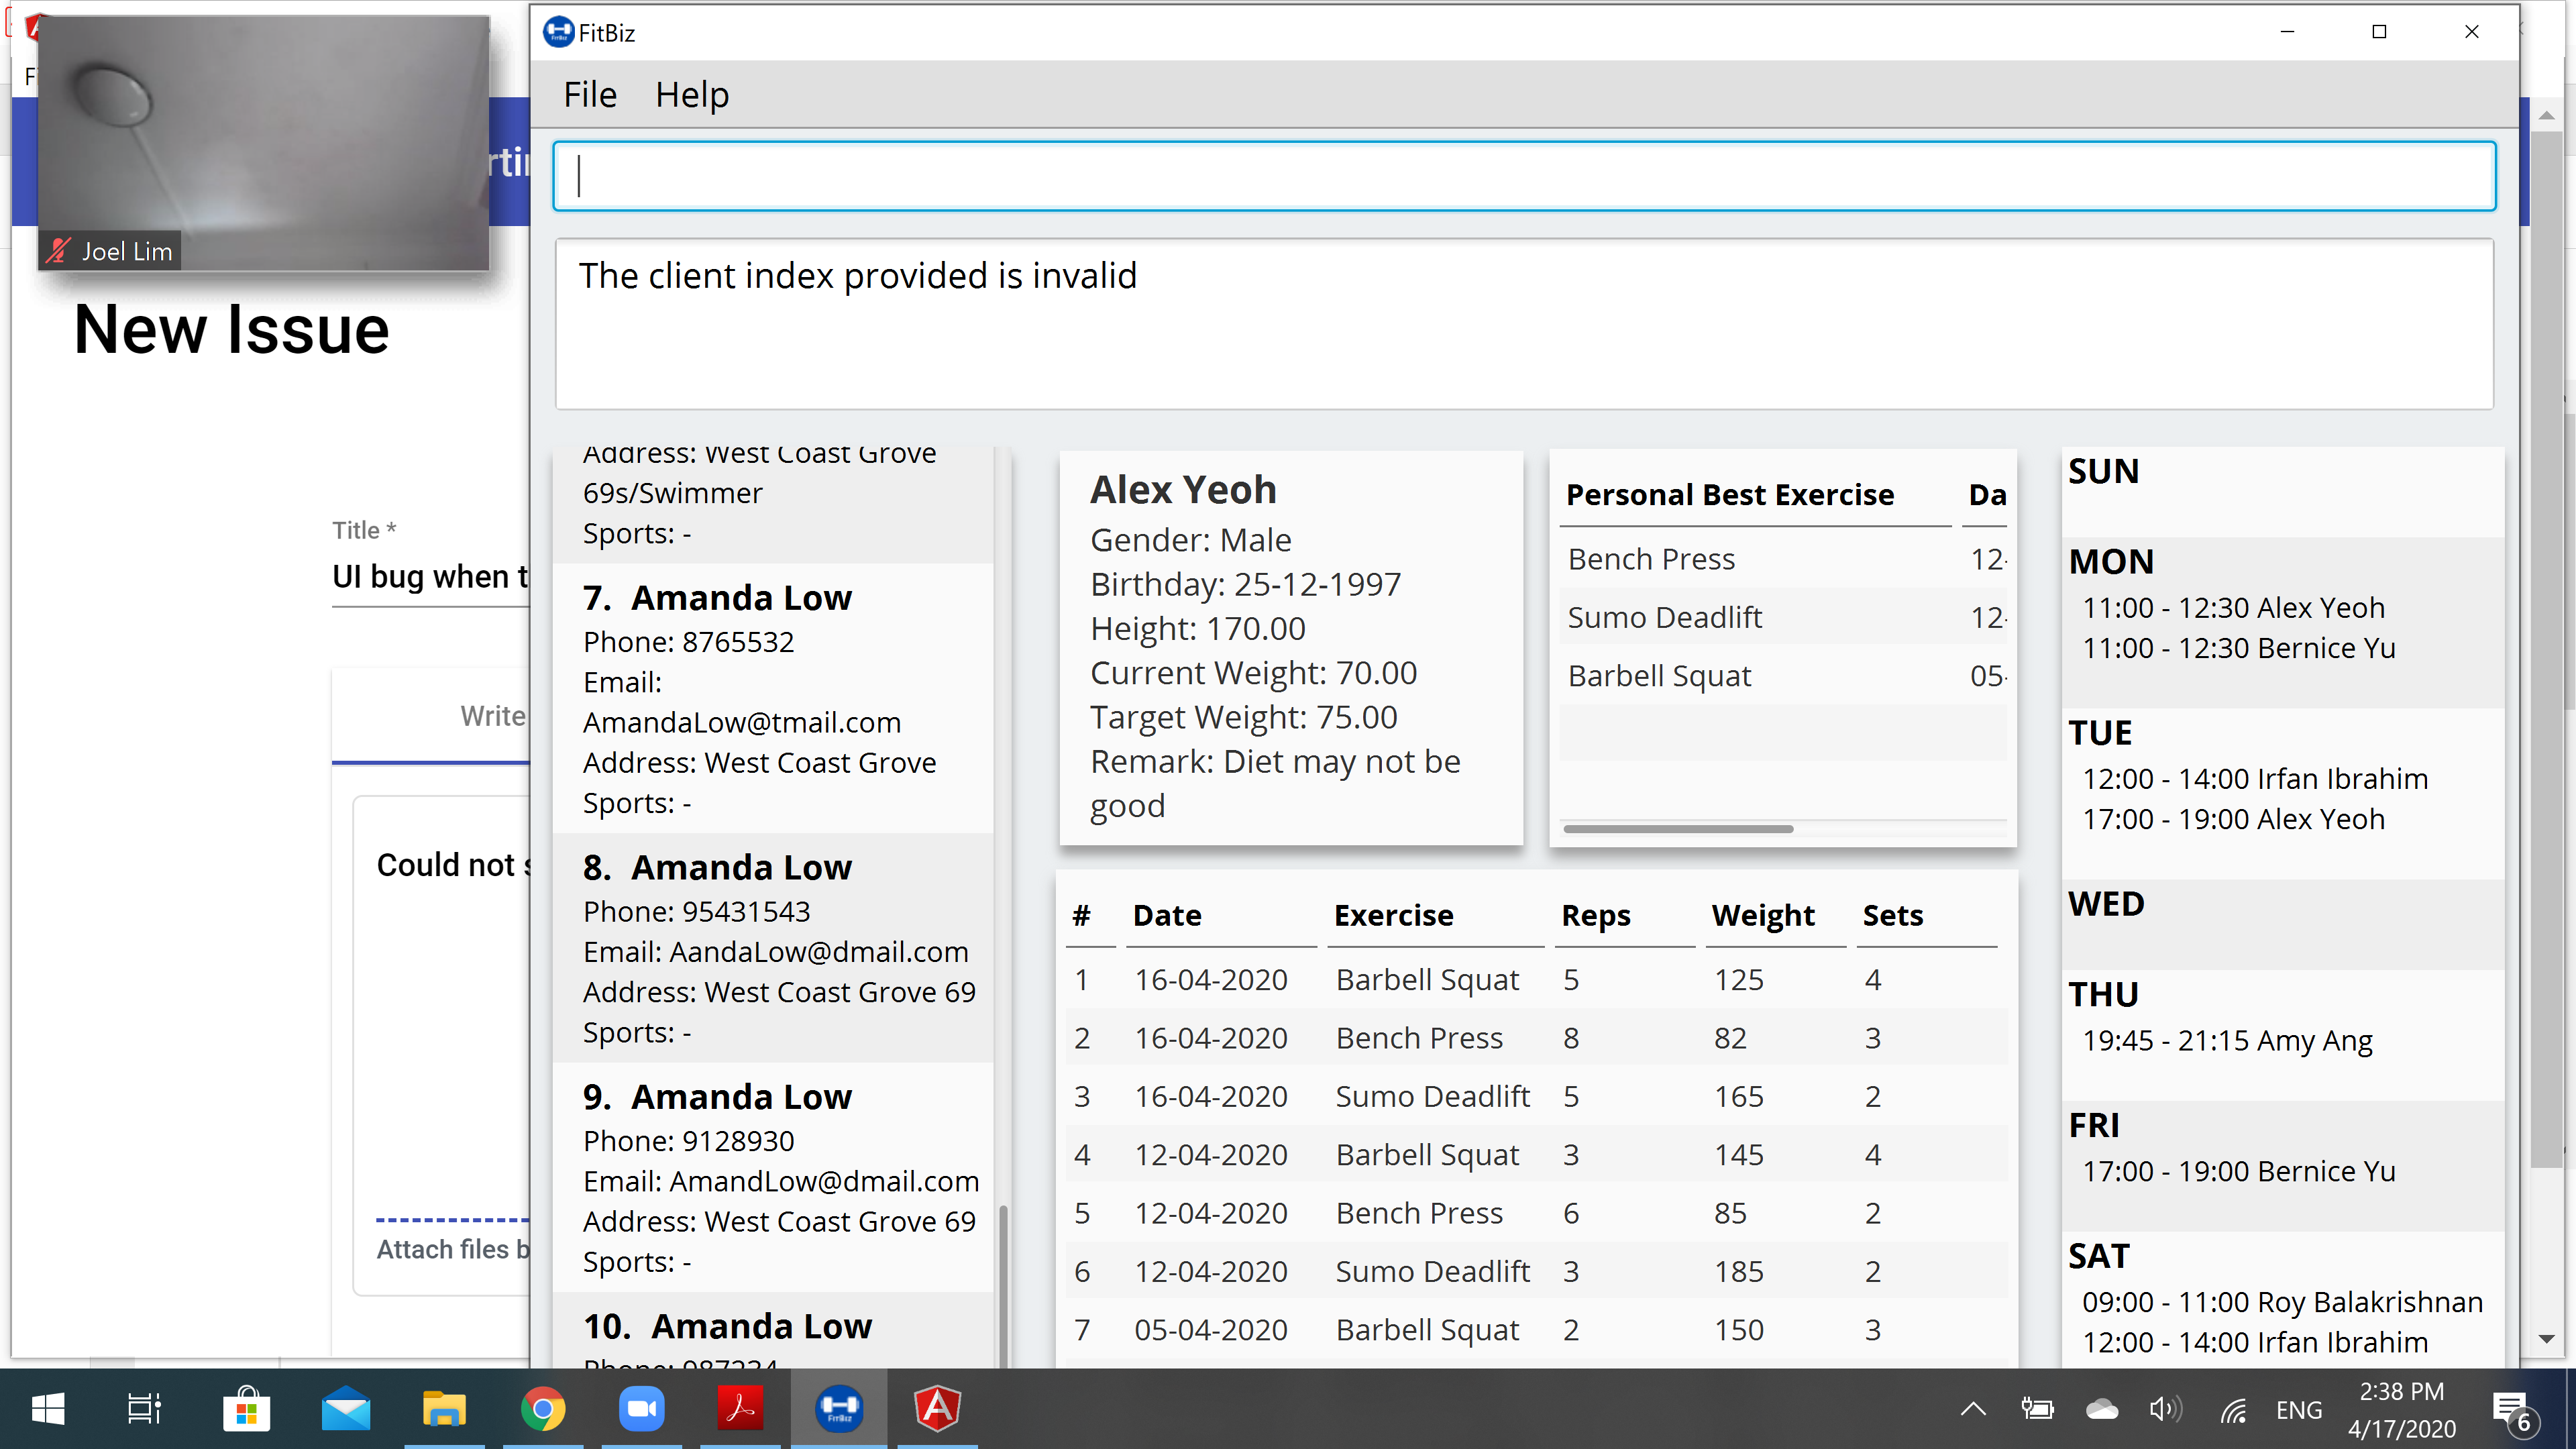 FitBiz
File Help
Joel Lim
The client index provided is invalid
New Issue
Title *
UI bug when t
Write
Could not s
Attach files b
Address: West Coast Grove
69s/Swimmer
Sports: -
7. Amanda Low
Phone: 8765532
Email:
AmandaLow@tmail.com
Address: West Coast Grove
Sports: -
8. Amanda Low
Phone: 95431543
Email: AandaLow@dmail.com
Address: West Coast Grove 69
Sports: -
9. Amanda Low
Phone: 9128930
Email: AmandLow@dmail.com
Address: West Coast Grove 69
Sports: -
10. Amanda Low
Phone: 987234
Alex Yeoh
Gender: Male
Birthday: 25-12-1997
Height: 170.00
Current Weight: 70.00
Target Weight: 75.00
Remark: Diet may not be
good
Personal Best Exercise Da
Bench Press 12-
Sumo Deadlift 12-
Barbell Squat 05-
# Date Exercise Reps Weight Sets
1 16-04-2020 Barbell Squat 5 125 4
2 16-04-2020 Bench Press 8 82 3
3 16-04-2020 Sumo Deadlift 5 165 2
4 12-04-2020 Barbell Squat 3 145 4
5 12-04-2020 Bench Press 6 85 2
6 12-04-2020 Sumo Deadlift 3 185 2
7 05-04-2020 Barbell Squat 2 150 3
SUN
MON
11:00 - 12:30 Alex Yeoh
11:00 - 12:30 Bernice Yu
TUE
12:00 - 14:00 Irfan Ibrahim
17:00 - 19:00 Alex Yeoh
WED
THU
19:45 - 21:15 Amy Ang
FRI
17:00 - 19:00 Bernice Yu
SAT
09:00 - 11:00 Roy Balakrishnan
12:00 - 14:00 Irfan Ibrahim
ENG
2:38 PM
4/17/2020
6